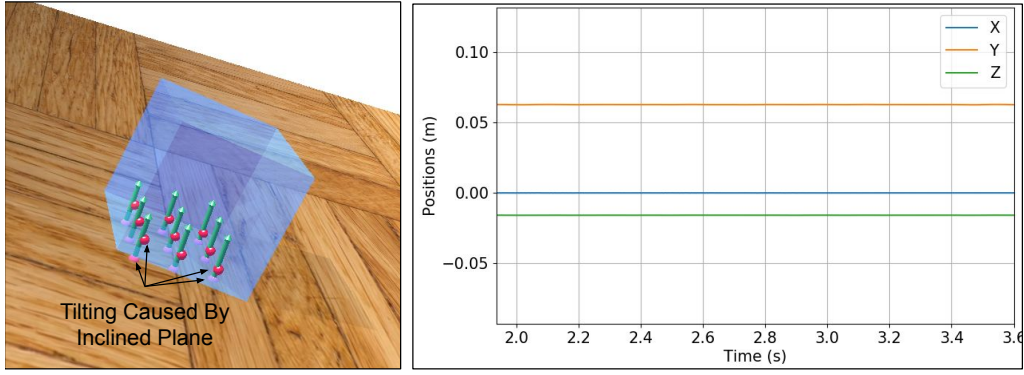 Tilting Caused By
Inclined Plane
Positions (m)
0.10
0.05
0.00
−0.05
X
Y
Z
2.0 2.2 2.4 2.6 2.8 3.0 3.2 3.4 3.6
Time (s)